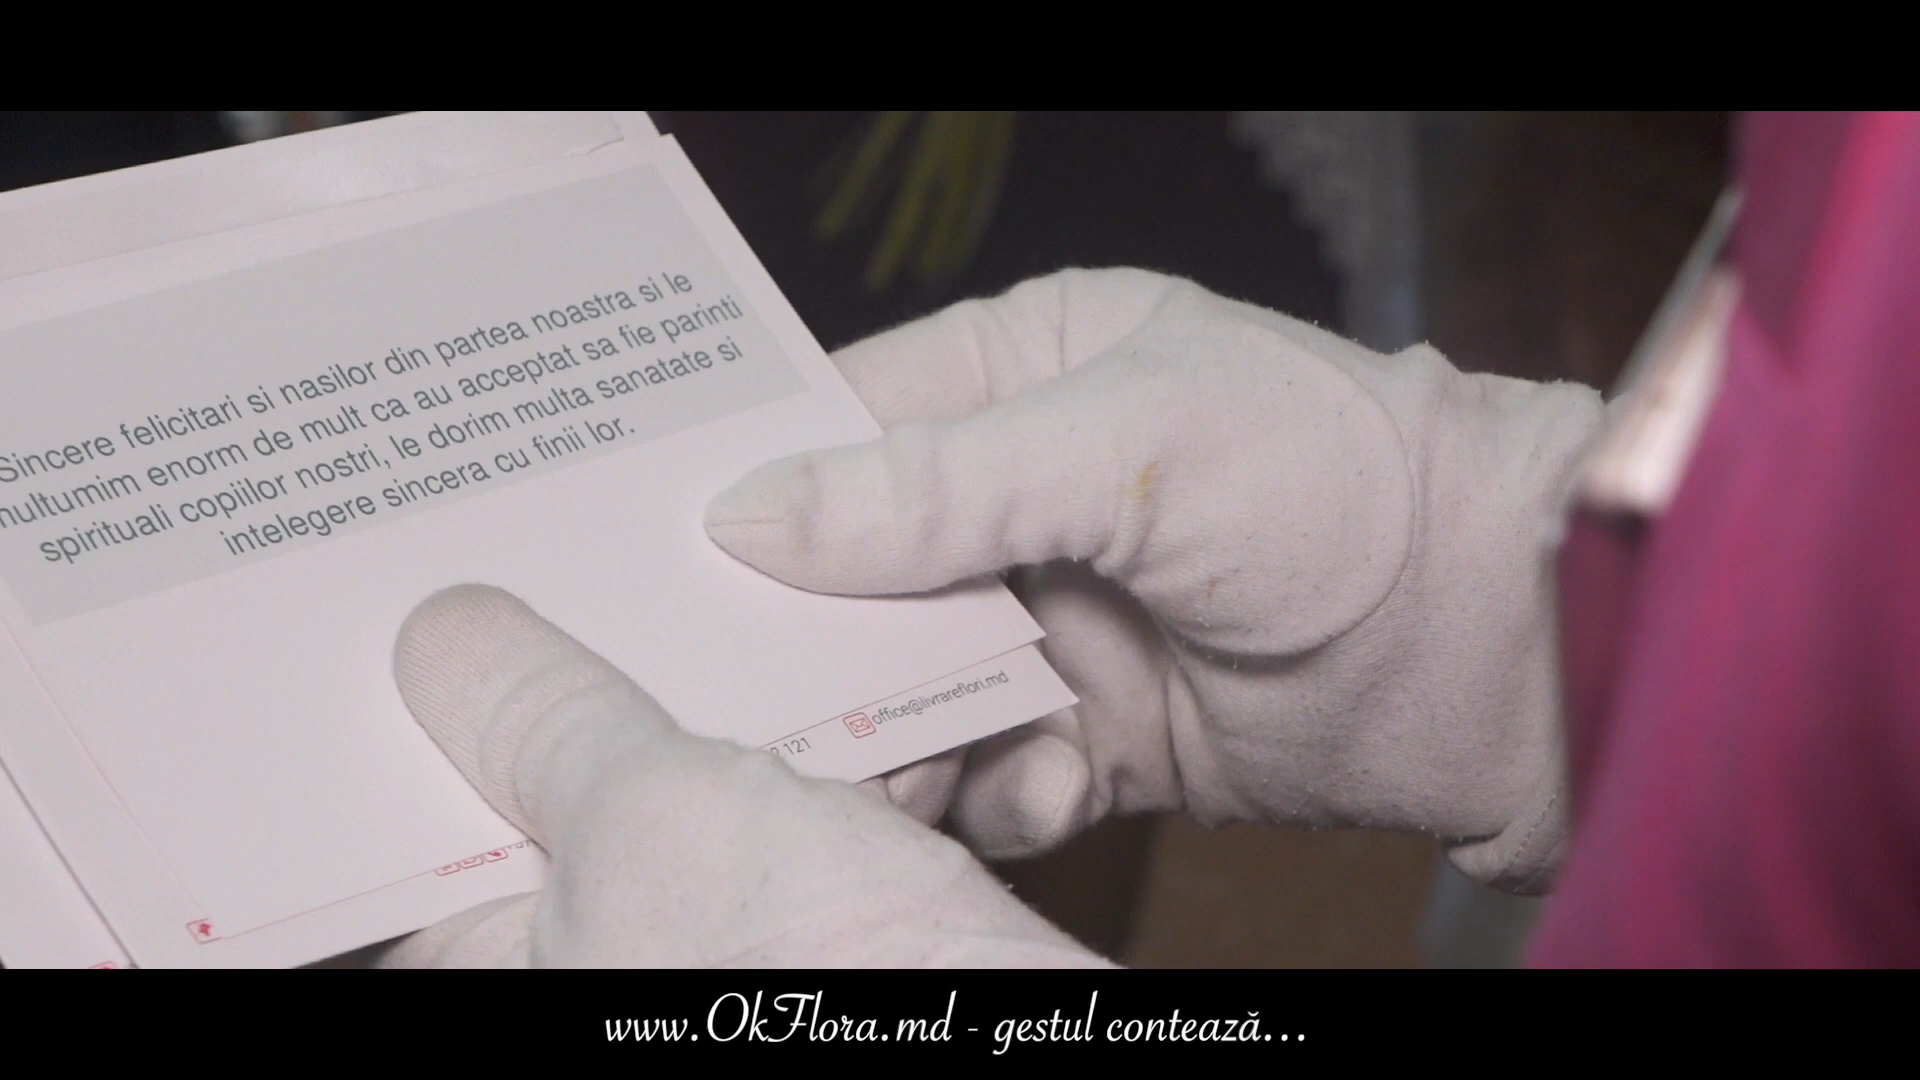 Sincere felicitari si nasilor din partea noastra si le
multumim enorm de mult ca au acceptat sa fie parinti
spirituali copiilor nostri, le dorim multa sanatate si
intelegere sincera cu finii lor.
121
office@livrareflori.md
www.OkFlora.md - gestul contează...